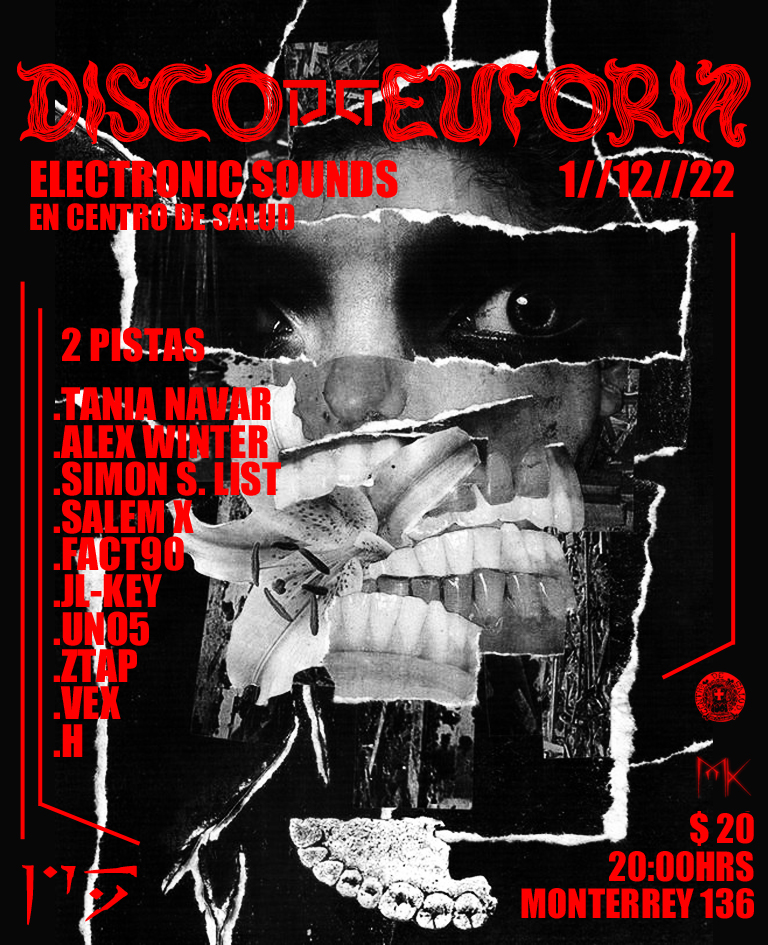 DISCO EUFORIA
ELECTRONIC SOUNDS
EN CENTRO DE SALUD
1//12//22
2 PISTAS
.TANIA NAVAR
.ALEX WINTER
.SIMON S. LIST
.SALEM X
.FACT90
.JL-KEY
.UNO5
.ZTAP
.VEX
.H
MK
$ 20
20:00HRS
MONTERREY 136